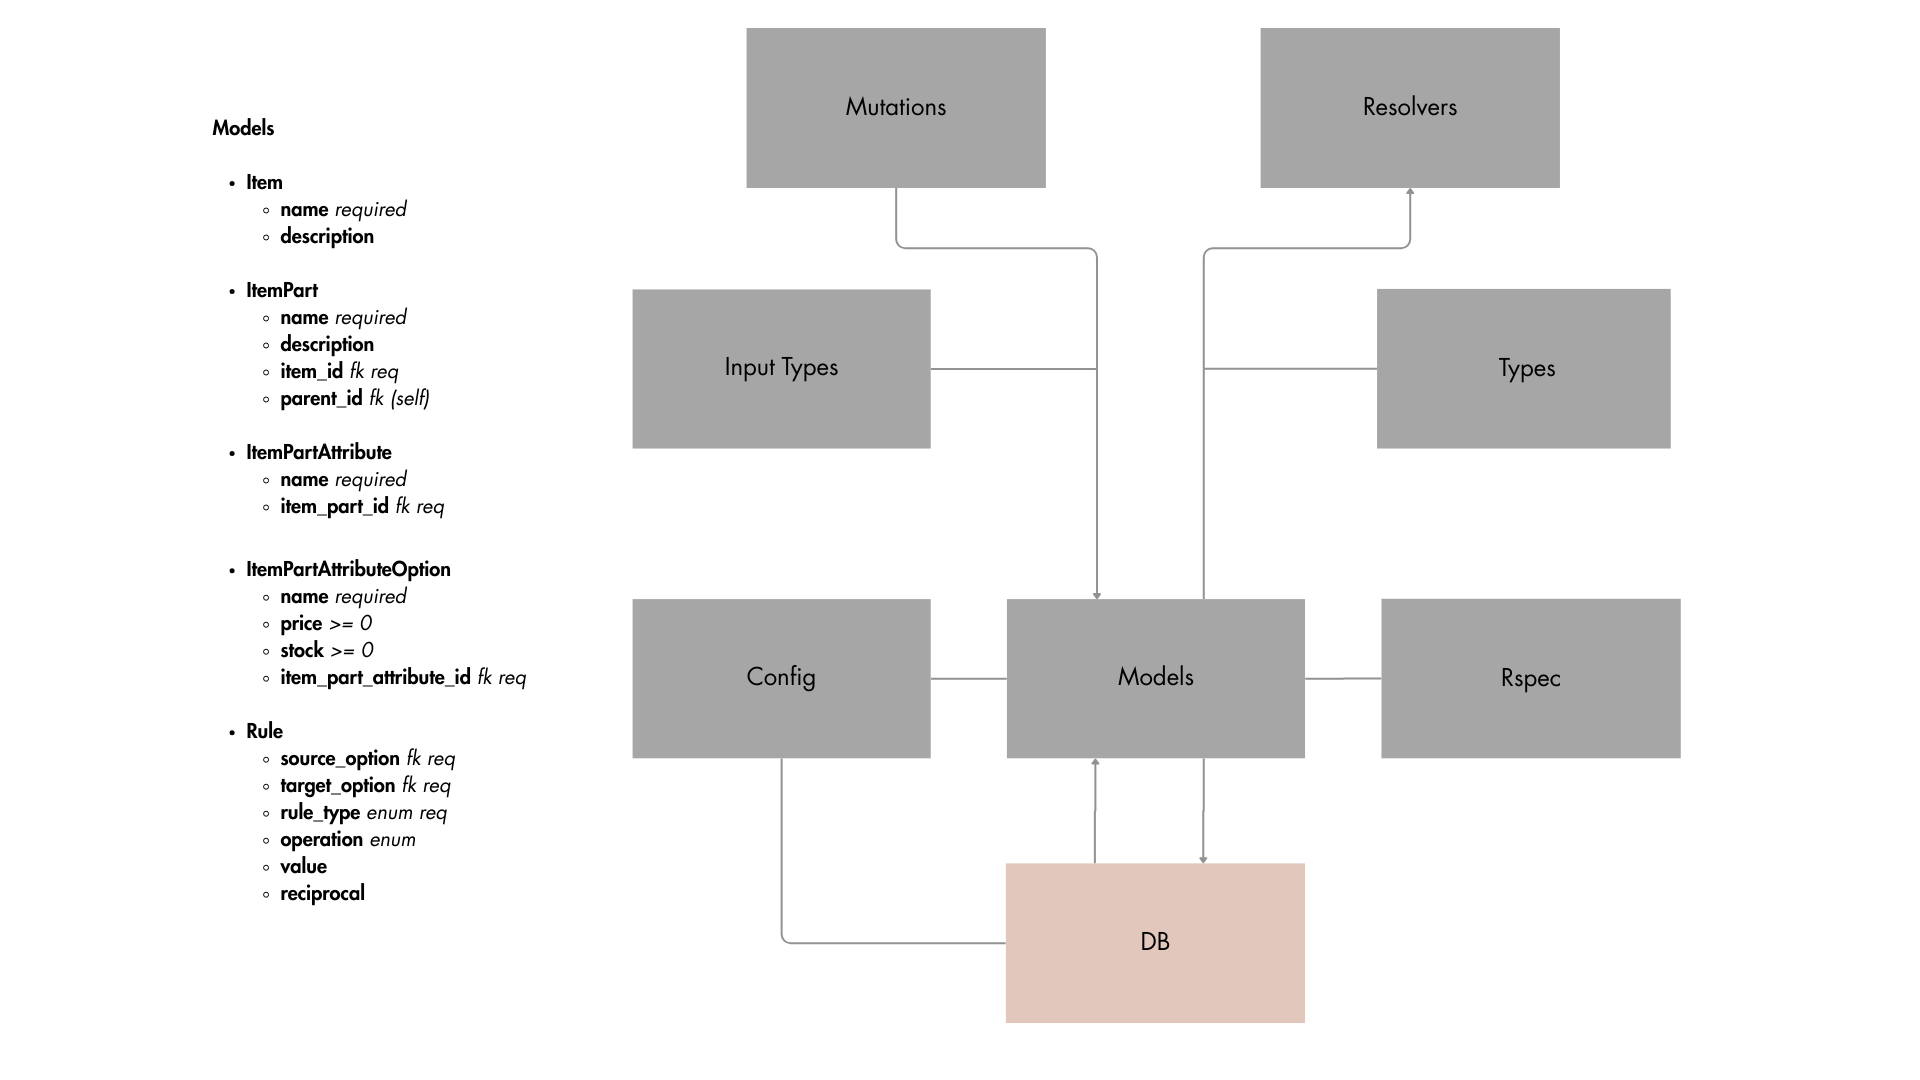 Models
Item
name required
description
ItemPart
name required
description
item_id fk req
parent_id fk (self)
ItemPartAttribute
name required
item_part_id fk req
ItemPartAttributeOption
name required
price >= 0
stock >= 0
item_part_attribute_id fk req
Rule
source_option fk req
target_option fk req
rule_type enum req
operation enum
value
reciprocal
Mutations
Resolvers
Input Types
Types
Config
Models
Rspec
DB